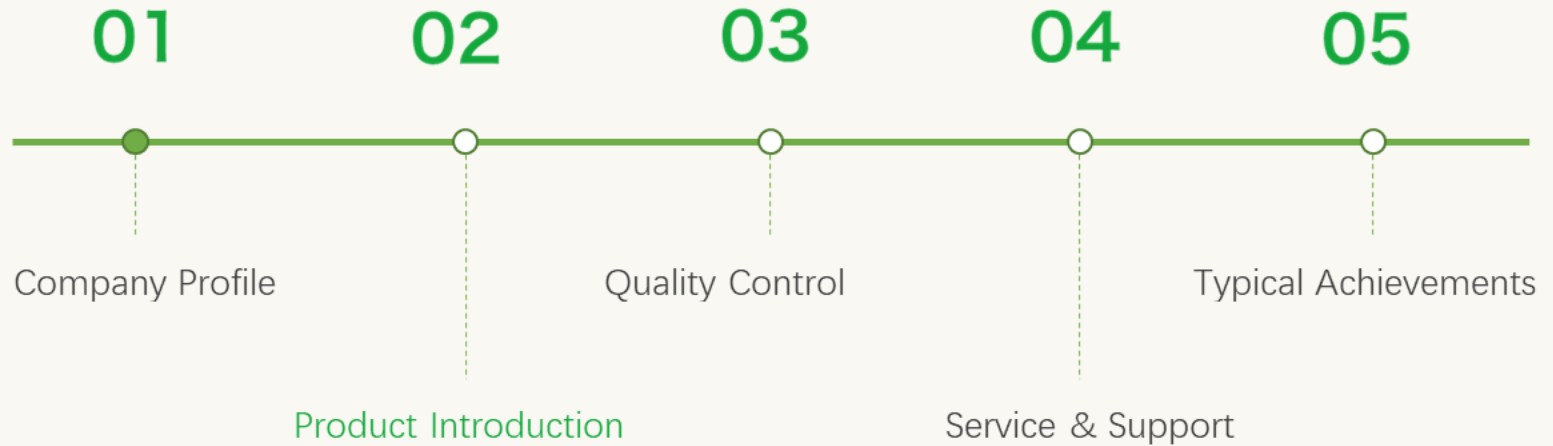 01 02 03 04 05
Company Profile Quality Control Typical Achievements
Product Introduction Service & Support